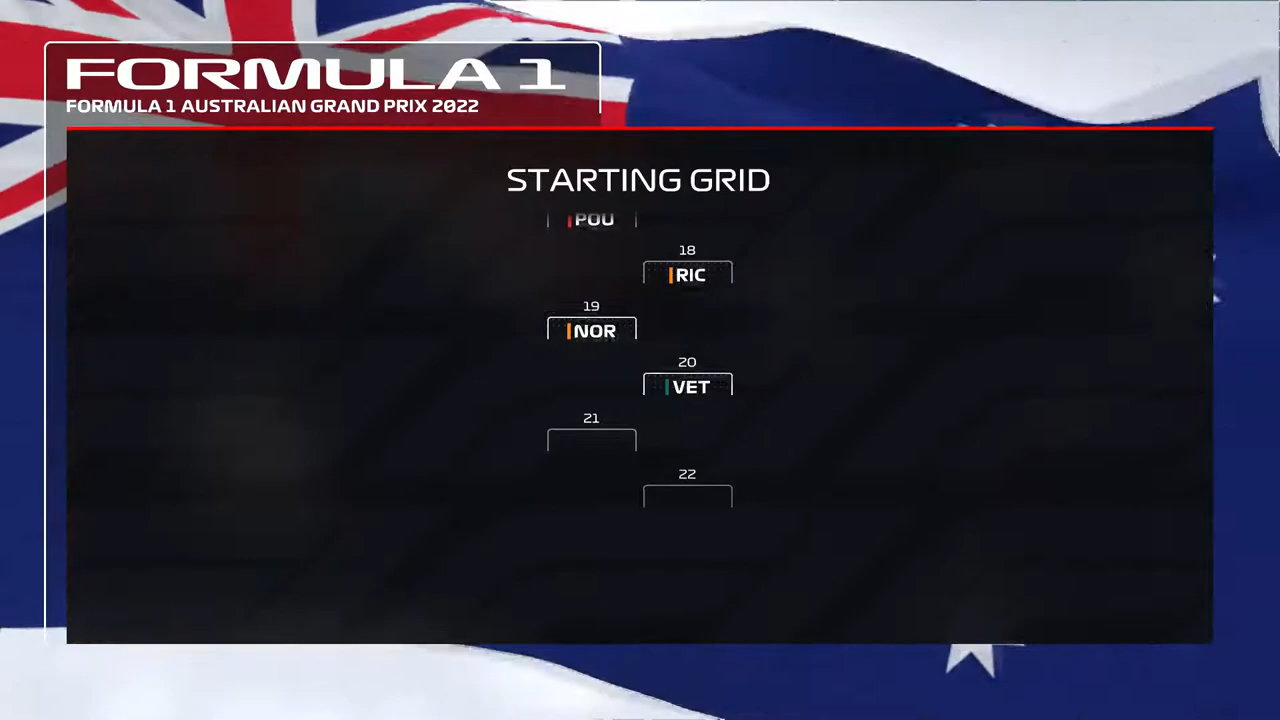 FORMULA 1
FORMULA 1 AUSTRALIAN GRAND PRIX 2022
STARTING GRID
POU
18
RIC
19
NOR
20
VET
21
22